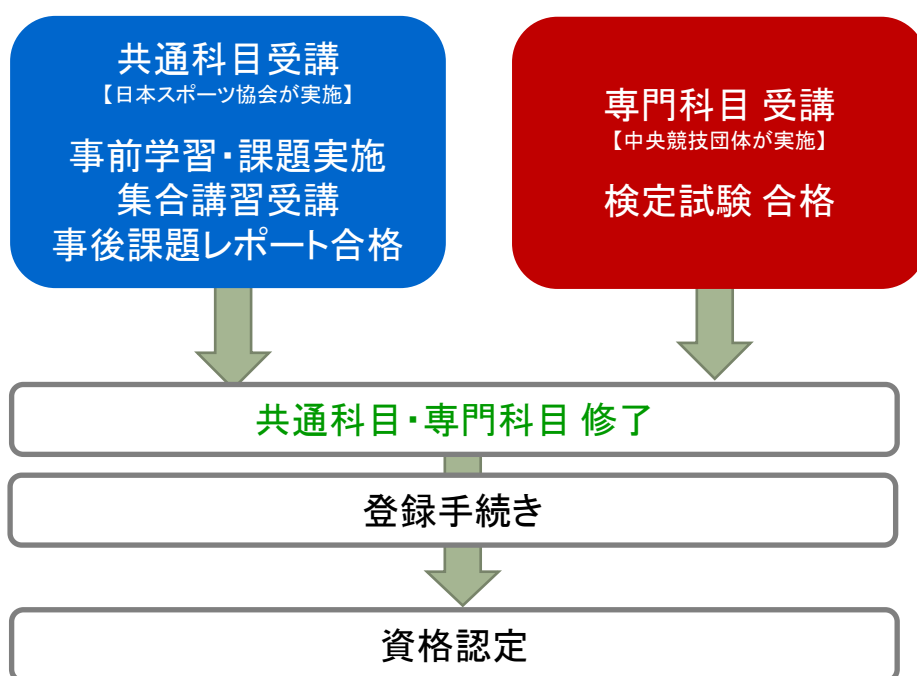 共通科目受講
【日本スポーツ協会が実施】
事前学習・課題実施
集合講習受講
事後課題レポート合格
専門科目 受講
【中央競技団体が実施】
検定試験 合格
共通科目・専門科目 修了
登録手続き
資格認定